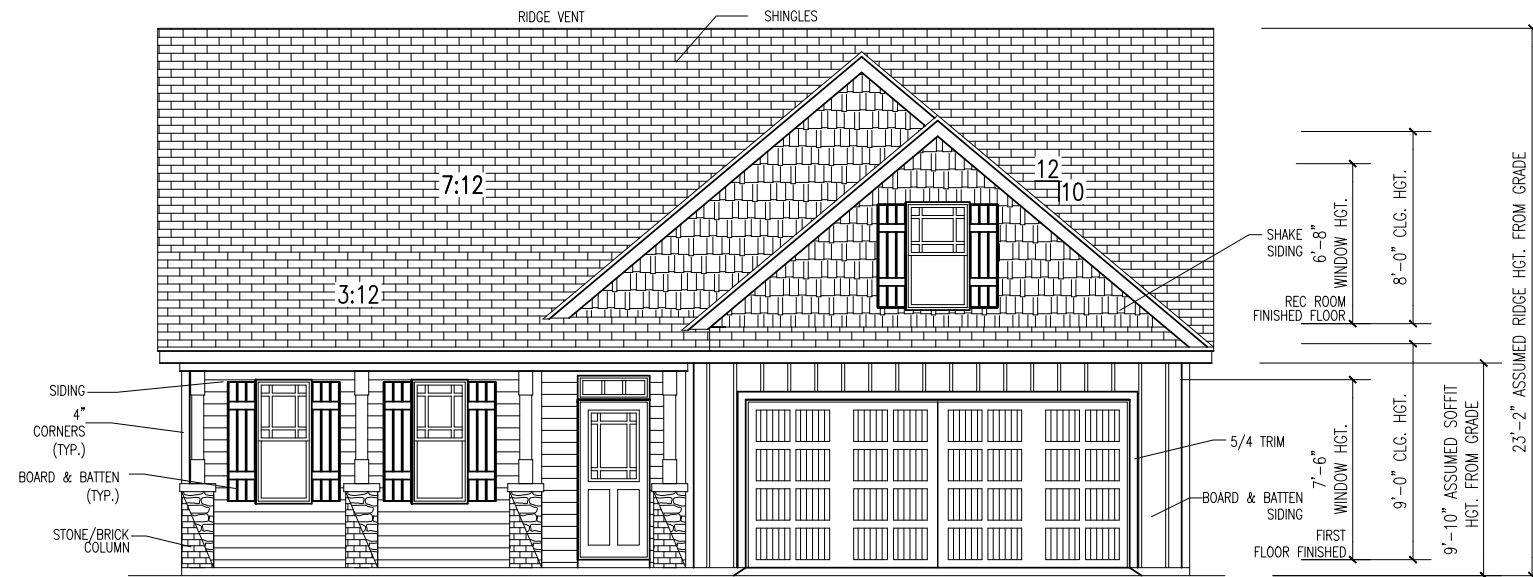 RIDGE VENT
SHINGLES
7:12
3:12
12
10
SHAKE
SIDING
6'-8"
WINDOW HGT.
8'-0" CLG. HGT.
REC ROOM
FINISHED FLOOR
23'-2" ASSUMED RIDGE HGT. FROM GRADE
SIDING
4"
CORNERS
(TYP.)
BOARD & BATTEN
(TYP.)
STONE/BRICK
COLUMN
5/4 TRIM
BOARD & BATTEN
SIDING
7'-6"
WINDOW HGT.
9'-0" CLG. HGT.
9'-10" ASSUMED SOFFIT
HGT. FROM GRADE
FIRST
FLOOR FINISHED